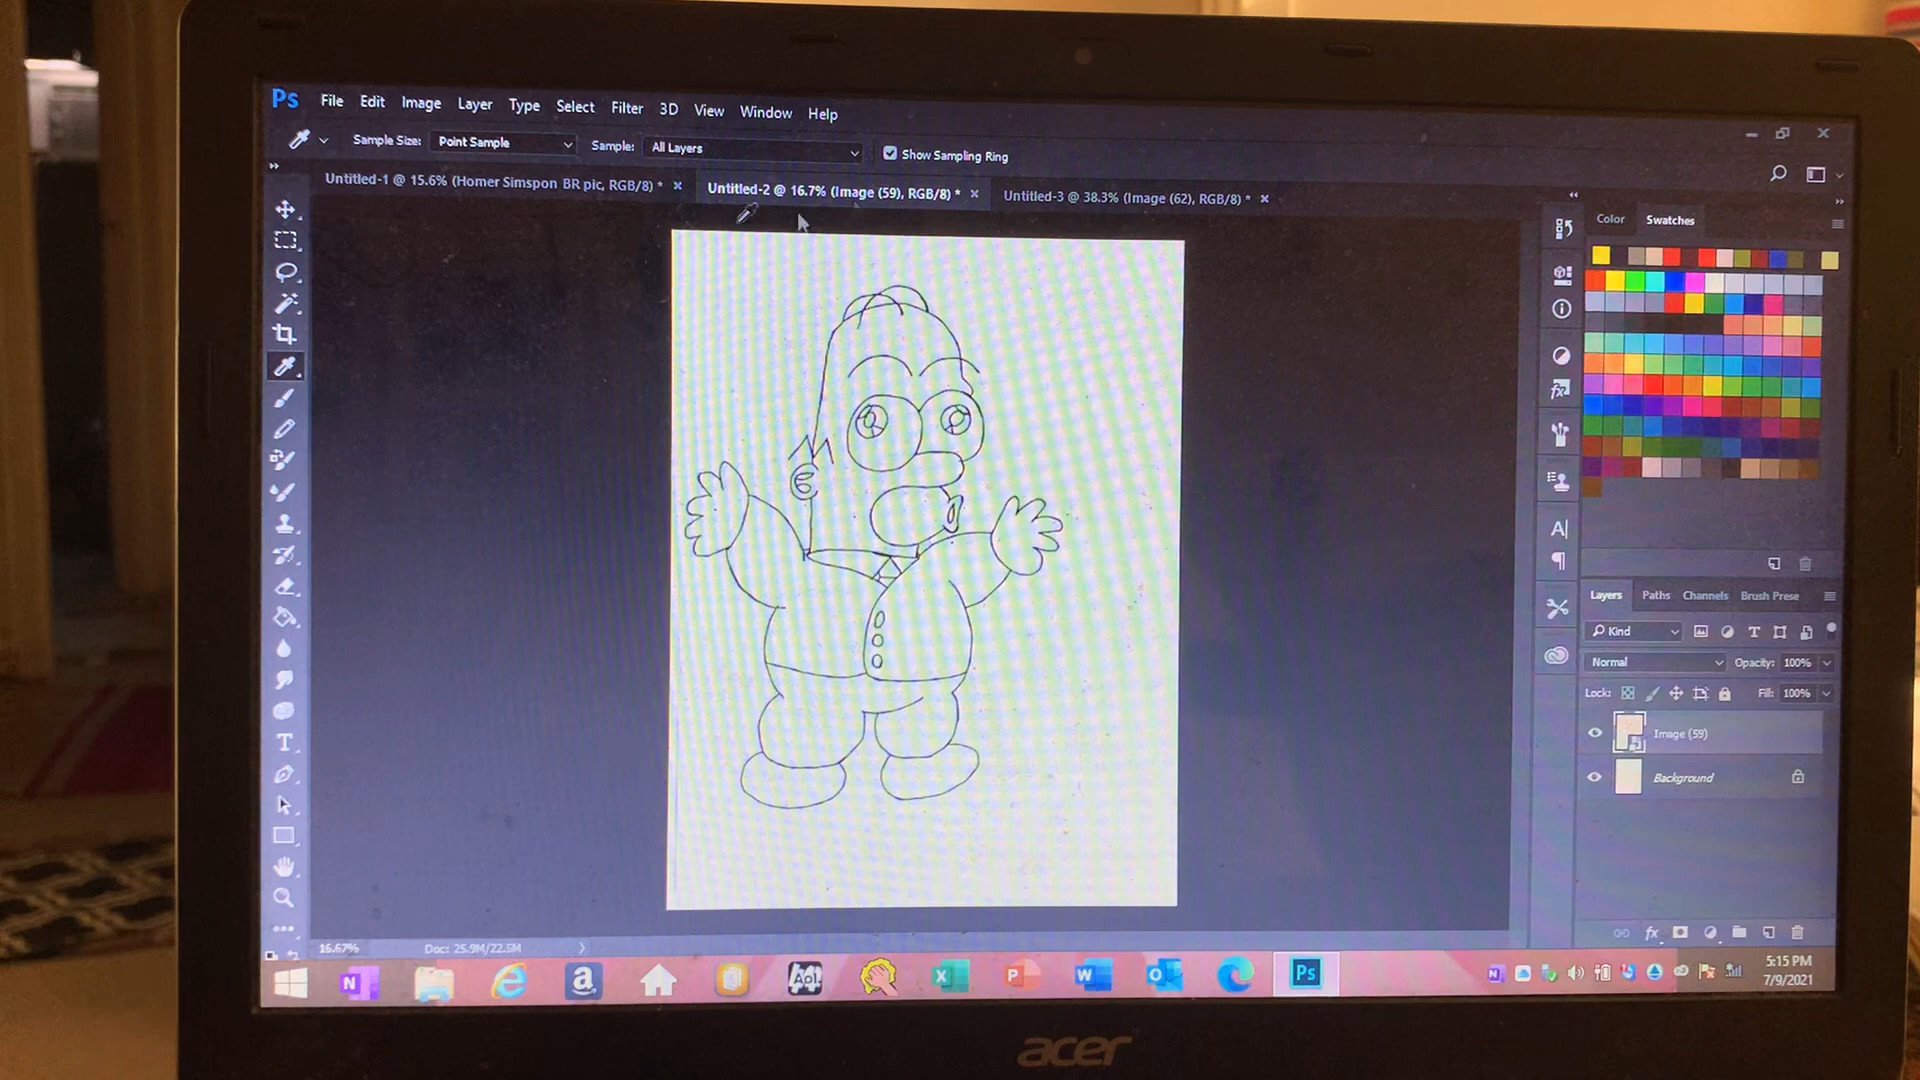 Ps File Edit Image Layer Type Select Filter 3D View Window Help
Sample Size: Point Sample Sample: All Layers Show Sampling Ring
Untitled-1 @ 15.6% (Homer Simspon BR pic, RGB/8) * Untitled-2 @ 16.7% (Image (59), RGB/8) * Untitled-3 @ 38.3% (Image (62), RGB/8) *
Color Swatches
Layers Paths Channels Brush Prese
Kind
Normal Opacity: 100%
Lock: Fill: 100%
Image (59)
Background
fx
16.67% Doc: 25.9M/22.5M
5:15 PM
7/9/2021
Ps
acer